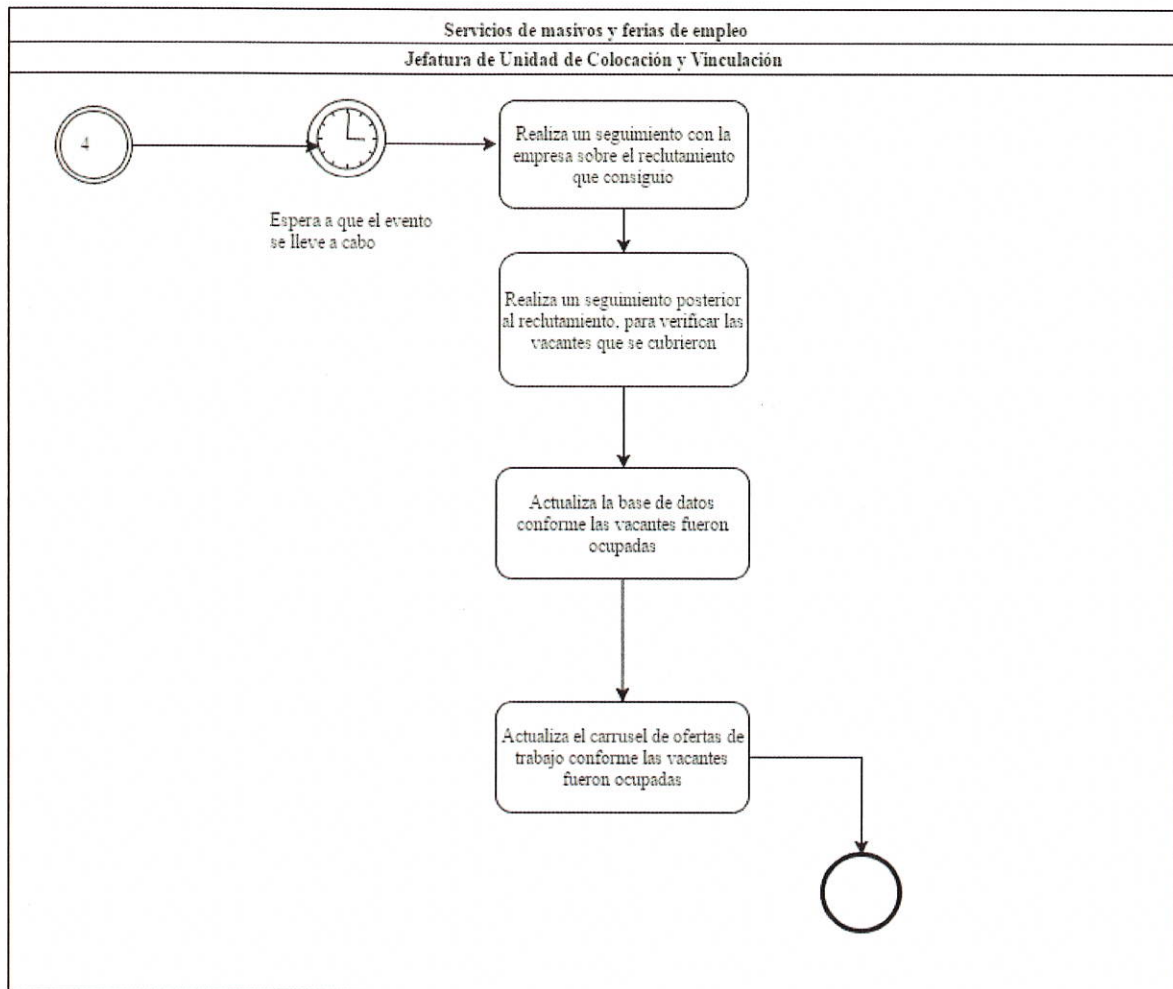 Servicios de masivos y ferias de empleo
Jefatura de Unidad de Colocación y Vinculación
4
Espera a que el evento
se lleve a cabo
Realiza un seguimiento con la
empresa sobre el reclutamiento
que consiguio
Realiza un seguimiento posterior
al reclutamiento, para verificar las
vacantes que se cubrieron
Actualiza la base de datos
conforme las vacantes fueron
ocupadas
Actualiza el carrusel de ofertas de
trabajo conforme las vacantes
fueron ocupadas